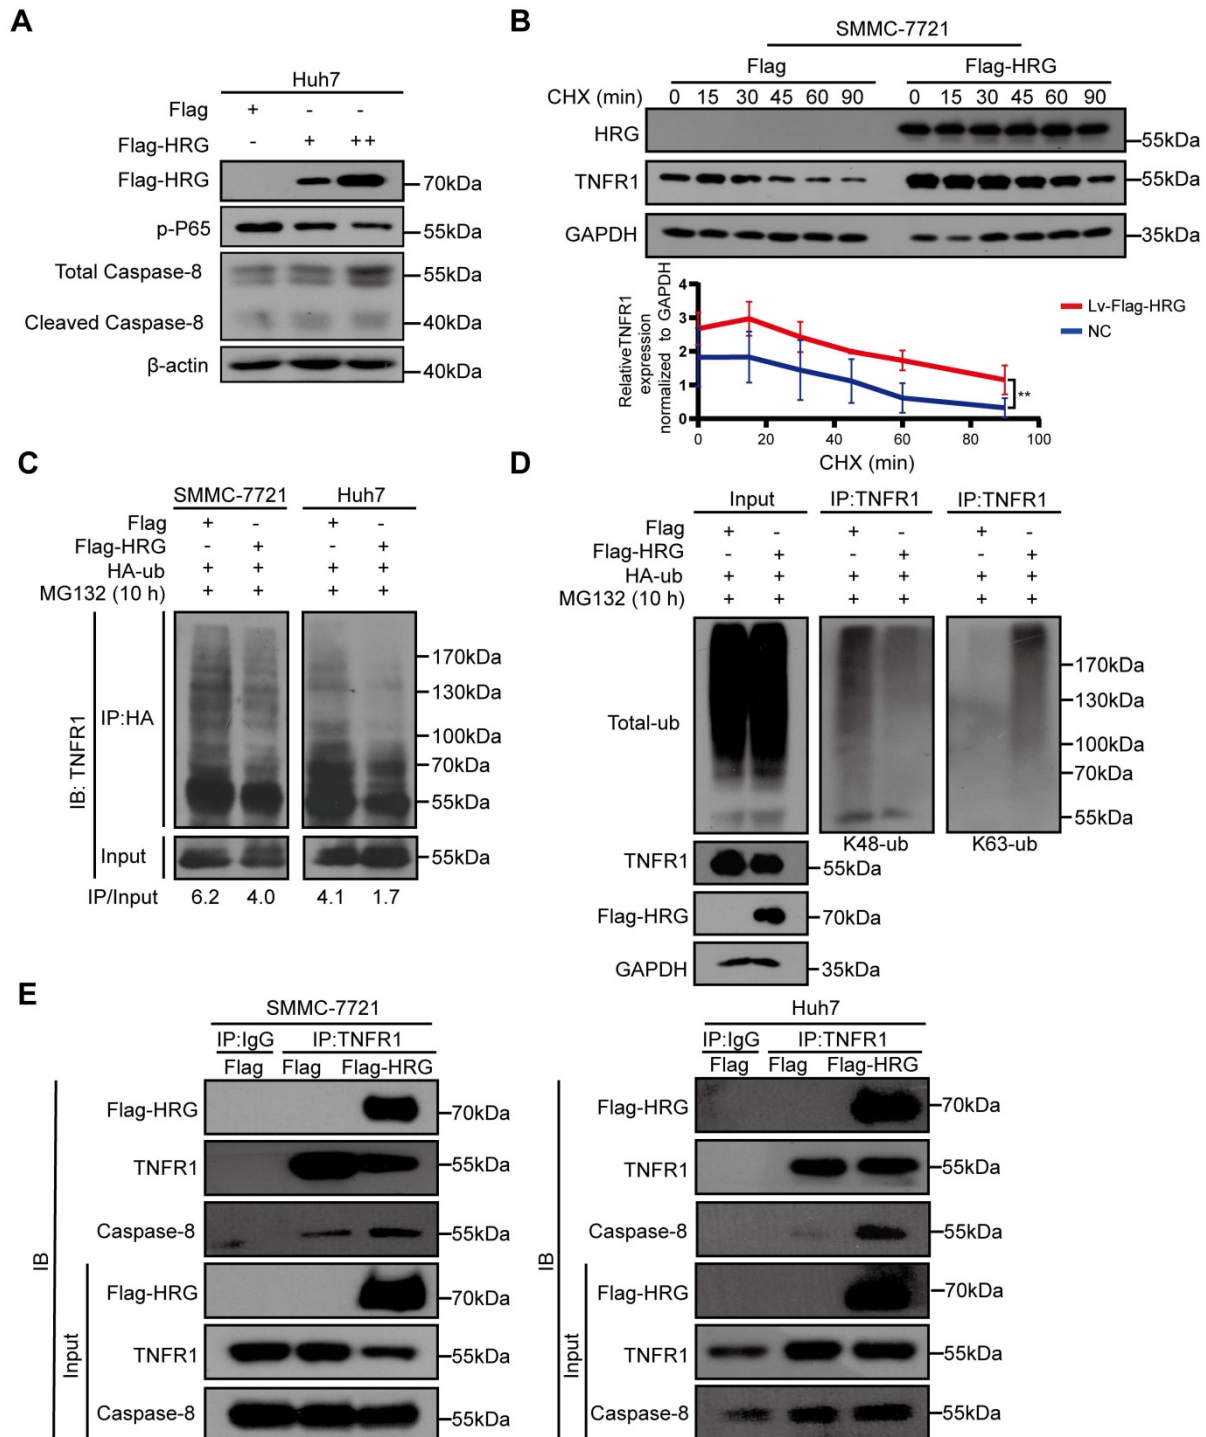 A
Huh7
Flag + - -
Flag-HRG - + ++
Flag-HRG 70kDa
p-P65 55kDa
Total Caspase-8 55kDa
Cleaved Caspase-8 40kDa
β-actin 40kDa
B
SMMC-7721
Flag Flag-HRG
CHX (min) 0 15 30 45 60 90 0 15 30 45 60 90
HRG 55kDa
TNFR1 55kDa
GAPDH 35kDa
RelativeTNFR1
expression
normalized to GAPDH
4
3
2
1
0
0 20 40 60 80 100
CHX (min)
**
Lv-Flag-HRG
NC
C
SMMC-7721 Huh7
Flag + - + -
Flag-HRG - + - +
HA-ub + + + +
MG132 (10 h) + + + +
IB: TNFR1
IP:HA
170kDa
130kDa
100kDa
70kDa
55kDa
Input 55kDa
IP/Input 6.2 4.0 4.1 1.7
D
Input IP:TNFR1 IP:TNFR1
Flag + - + - + -
Flag-HRG - + - + - +
HA-ub + + + + + +
MG132 (10 h) + + + + + +
Total-ub
170kDa
130kDa
100kDa
70kDa
55kDa
K48-ub K63-ub
TNFR1 55kDa
Flag-HRG 70kDa
GAPDH 35kDa
E
SMMC-7721
IP:IgG IP:TNFR1
Flag Flag Flag-HRG
IB
Flag-HRG 70kDa
TNFR1 55kDa
Caspase-8 55kDa
Input
Flag-HRG 70kDa
TNFR1 55kDa
Caspase-8 55kDa
Huh7
IP:IgG IP:TNFR1
Flag Flag Flag-HRG
IB
Flag-HRG 70kDa
TNFR1 55kDa
Caspase-8 55kDa
Input
Flag-HRG 70kDa
TNFR1 55kDa
Caspase-8 55kDa